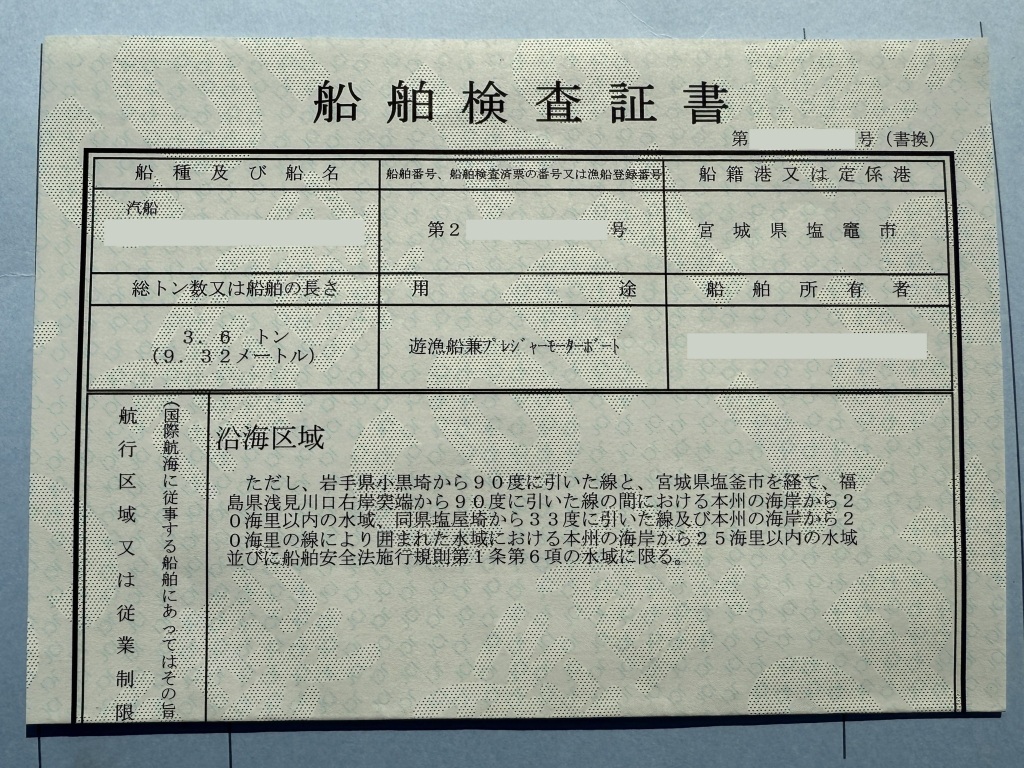 船舶検査証書
第 号（書換）
船種及び船名
船舶番号、船舶検査済票の番号又は漁船登録番号
船籍港又は定係港
汽船
第２ 号
宮城県塩竈市
総トン数又は船舶の長さ
用途
船舶所有者
３．６ トン
（９．３２メートル）
遊漁船兼ﾌﾟﾚｼﾞｬｰﾓｰﾀｰﾎﾞｰﾄ
航行区域又は従業制限
（国際航海に従事する船舶にあってはその旨
沿海区域
ただし、岩手県小黒埼から９０度に引いた線と、宮城県塩釜市を経て、福
島県浅見川口右岸突端から９０度に引いた線の間における本州の海岸から２
０海里以内の水域、同県塩屋埼から３３度に引いた線及び本州の海岸から２
０海里の線により囲まれた水域における本州の海岸から２５海里以内の水域
並びに船舶安全法施行規則第１条第６項の水域に限る。